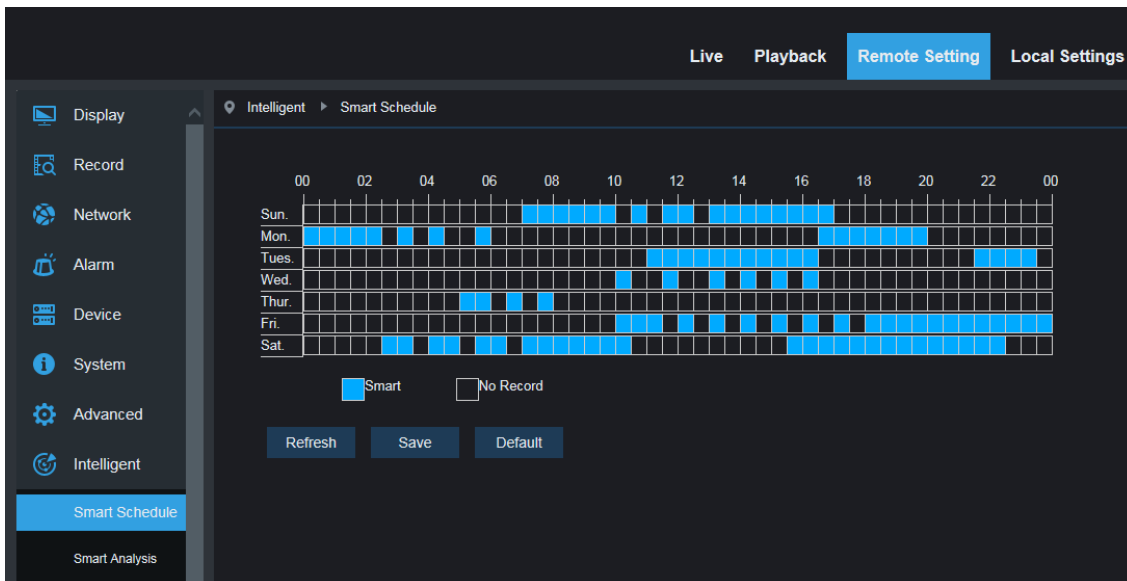 Live Playback Remote Setting Local Settings
Display
Intelligent Smart Schedule
Record
00 02 04 06 08 10 12 14 16 18 20 22 00
Network
Sun.
Mon.
Tues.
Alarm
Wed.
Thur.
Device
Fri.
Sat.
System
Smart No Record
Advanced
Refresh Save Default
Intelligent
Smart Schedule
Smart Analysis